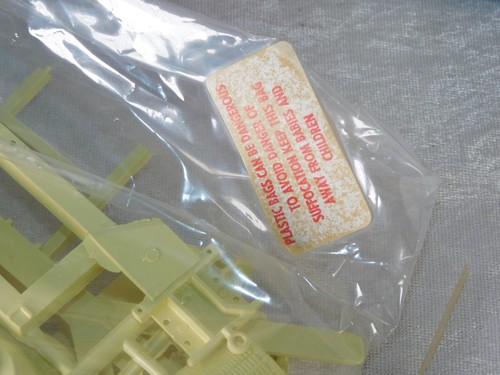 PLASTIC BAGS CAN BE DANGEROUS
TO AVOID DANGER OF
SUFFOCATION KEEP THIS BAG
AWAY FROM BABIES AND
CHILDREN